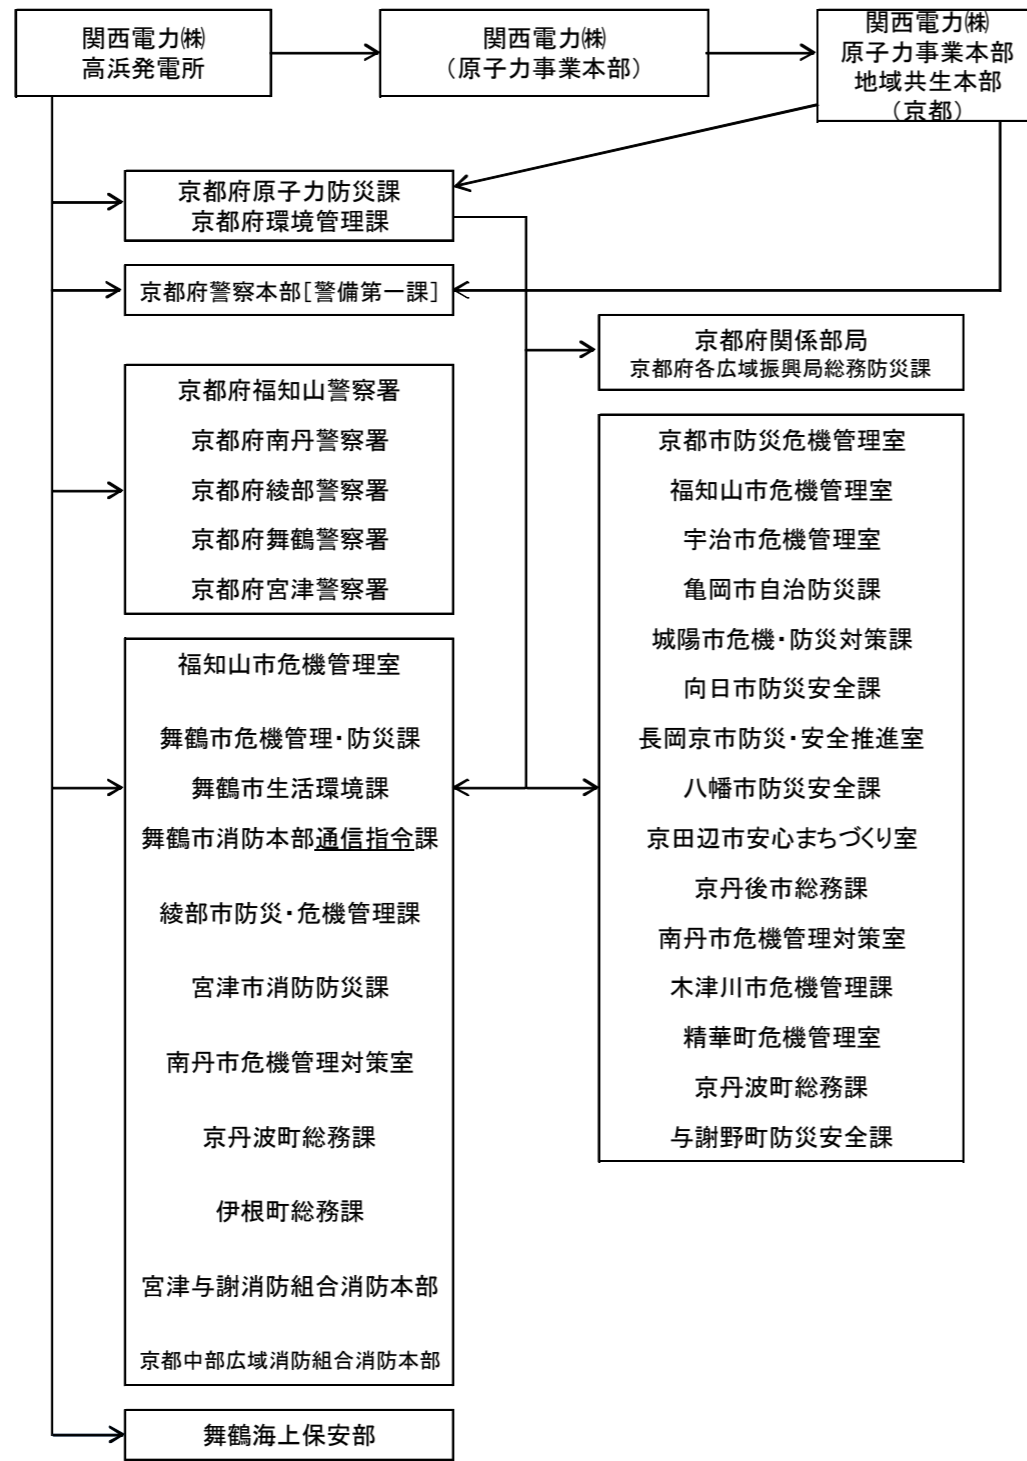 関西電力㈱
高浜発電所
関西電力㈱
（原子力事業本部）
関西電力㈱
原子力事業本部
地域共生本部
（京都）
京都府原子力防災課
京都府環境管理課
京都府警察本部[警備第一課]
京都府関係部局
京都府各広域振興局総務防災課
京都府福知山警察署
京都府南丹警察署
京都府綾部警察署
京都府舞鶴警察署
京都府宮津警察署
京都市防災危機管理室
福知山市危機管理室
宇治市危機管理室
亀岡市自治防災課
城陽市危機・防災対策課
向日市防災安全課
長岡京市防災・安全推進室
八幡市防災安全課
京田辺市安心まちづくり室
京丹後市総務課
南丹市危機管理対策室
木津川市危機管理課
精華町危機管理室
京丹波町総務課
与謝野町防災安全課
福知山市危機管理室
舞鶴市危機管理・防災課
舞鶴市生活環境課
舞鶴市消防本部通信指令課
綾部市防災・危機管理課
宮津市消防防災課
南丹市危機管理対策室
京丹波町総務課
伊根町総務課
宮津与謝消防組合消防本部
京都中部広域消防組合消防本部
舞鶴海上保安部